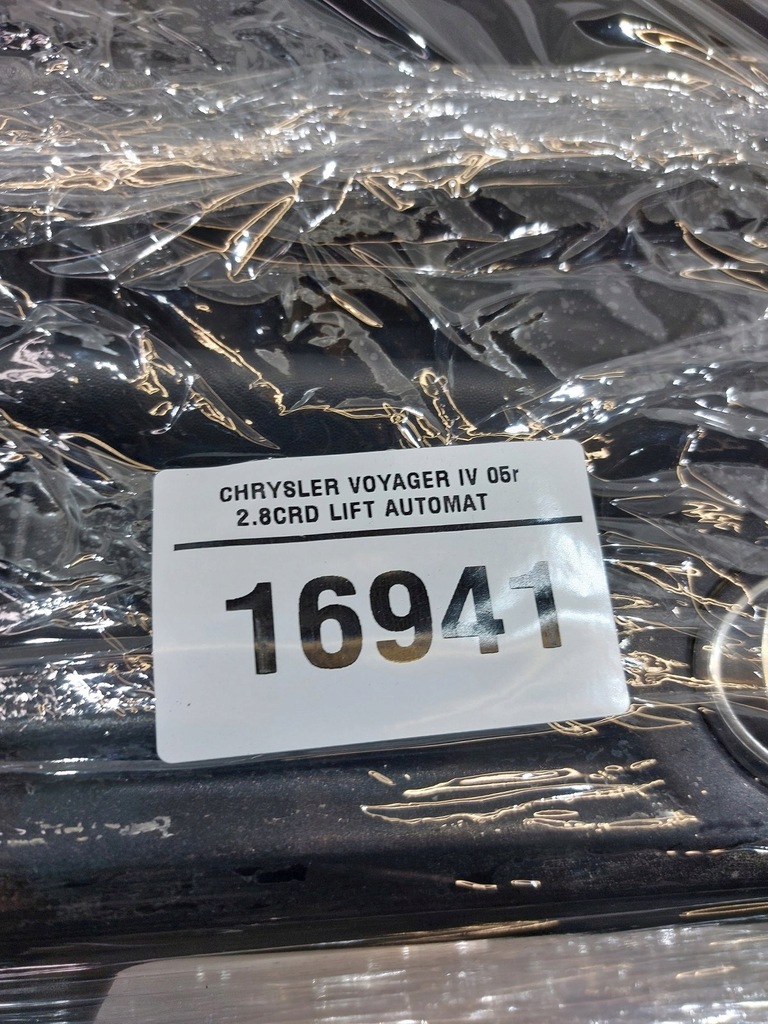 CHRYSLER VOYAGER IV 05r
2.8CRD LIFT AUTOMAT
16941